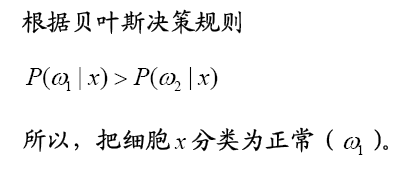 根据贝叶斯决策规则
P(ω₁ | x) > P(ω₂ | x)
所以，把细胞 x 分类为正常（ω₁）。